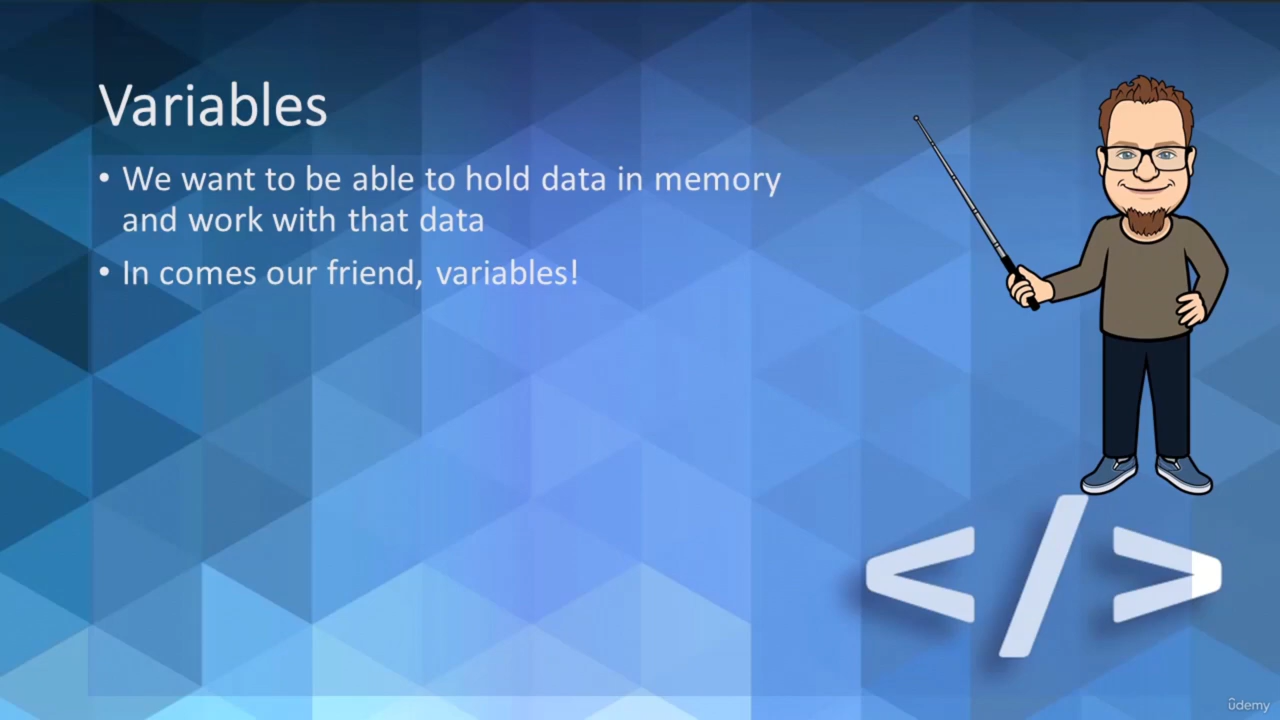 Variables
• We want to be able to hold data in memory
and work with that data
• In comes our friend, variables!
</>
ûdemy